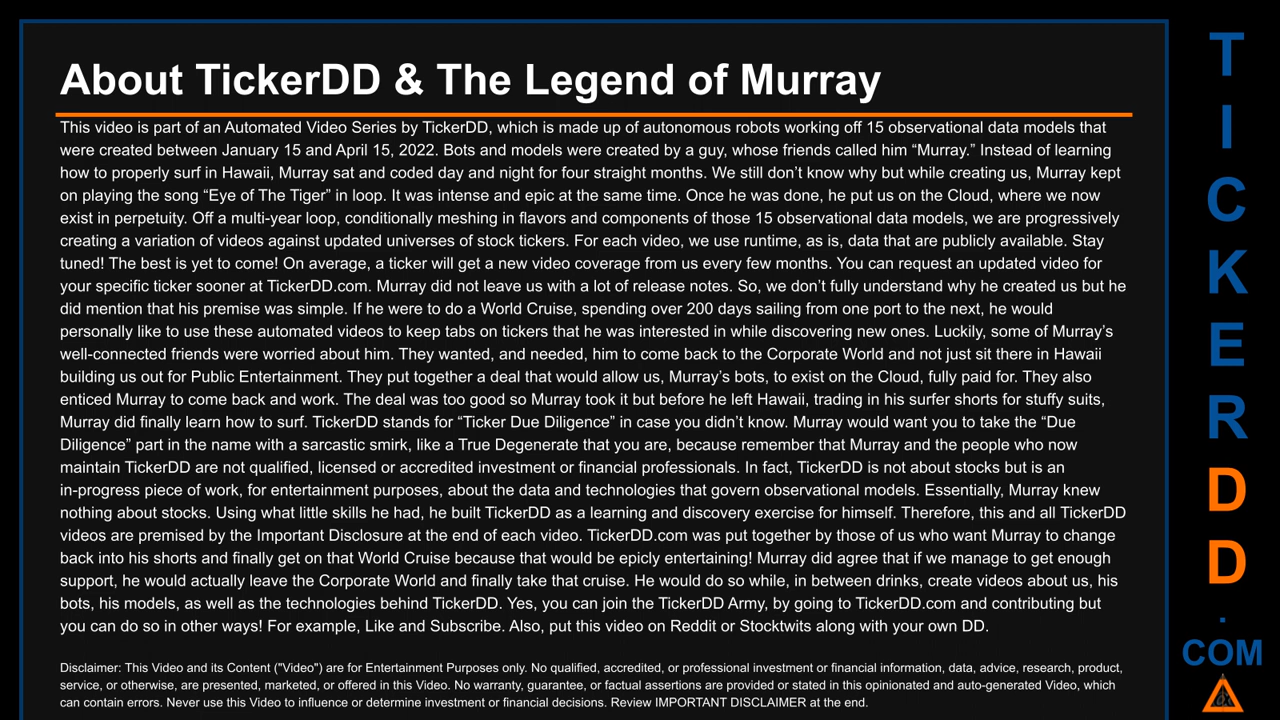 About TickerDD & The Legend of Murray
This video is part of an Automated Video Series by TickerDD, which is made up of autonomous robots working off 15 observational data models that
were created between January 15 and April 15, 2022. Bots and models were created by a guy, whose friends called him “Murray.” Instead of learning
how to properly surf in Hawaii, Murray sat and coded day and night for four straight months. We still don’t know why but while creating us, Murray kept
on playing the song “Eye of The Tiger” in loop. It was intense and epic at the same time. Once he was done, he put us on the Cloud, where we now
exist in perpetuity. Off a multi-year loop, conditionally meshing in flavors and components of those 15 observational data models, we are progressively
creating a variation of videos against updated universes of stock tickers. For each video, we use runtime, as is, data that are publicly available. Stay
tuned! The best is yet to come! On average, a ticker will get a new video coverage from us every few months. You can request an updated video for
your specific ticker sooner at TickerDD.com. Murray did not leave us with a lot of release notes. So, we don’t fully understand why he created us but he
did mention that his premise was simple. If he were to do a World Cruise, spending over 200 days sailing from one port to the next, he would
personally like to use these automated videos to keep tabs on tickers that he was interested in while discovering new ones. Luckily, some of Murray’s
well-connected friends were worried about him. They wanted, and needed, him to come back to the Corporate World and not just sit there in Hawaii
building us out for Public Entertainment. They put together a deal that would allow us, Murray’s bots, to exist on the Cloud, fully paid for. They also
enticed Murray to come back and work. The deal was too good so Murray took it but before he left Hawaii, trading in his surfer shorts for stuffy suits,
Murray did finally learn how to surf. TickerDD stands for “Ticker Due Diligence” in case you didn’t know. Murray would want you to take the “Due
Diligence” part in the name with a sarcastic smirk, like a True Degenerate that you are, because remember that Murray and the people who now
maintain TickerDD are not qualified, licensed or accredited investment or financial professionals. In fact, TickerDD is not about stocks but is an
in-progress piece of work, for entertainment purposes, about the data and technologies that govern observational models. Essentially, Murray knew
nothing about stocks. Using what little skills he had, he built TickerDD as a learning and discovery exercise for himself. Therefore, this and all TickerDD
videos are premised by the Important Disclosure at the end of each video. TickerDD.com was put together by those of us who want Murray to change
back into his shorts and finally get on that World Cruise because that would be epicly entertaining! Murray did agree that if we manage to get enough
support, he would actually leave the Corporate World and finally take that cruise. He would do so while, in between drinks, create videos about us, his
bots, his models, as well as the technologies behind TickerDD. Yes, you can join the TickerDD Army, by going to TickerDD.com and contributing but
you can do so in other ways! For example, Like and Subscribe. Also, put this video on Reddit or Stocktwits along with your own DD.
Disclaimer: This Video and its Content ("Video") are for Entertainment Purposes only. No qualified, accredited, or professional investment or financial information, data, advice, research, product,
service, or otherwise, are presented, marketed, or offered in this Video. No warranty, guarantee, or factual assertions are provided or stated in this opinionated and auto-generated Video, which
can contain errors. Never use this Video to influence or determine investment or financial decisions. Review IMPORTANT DISCLAIMER at the end.
T
I
C
K
E
R
D
D
.
COM